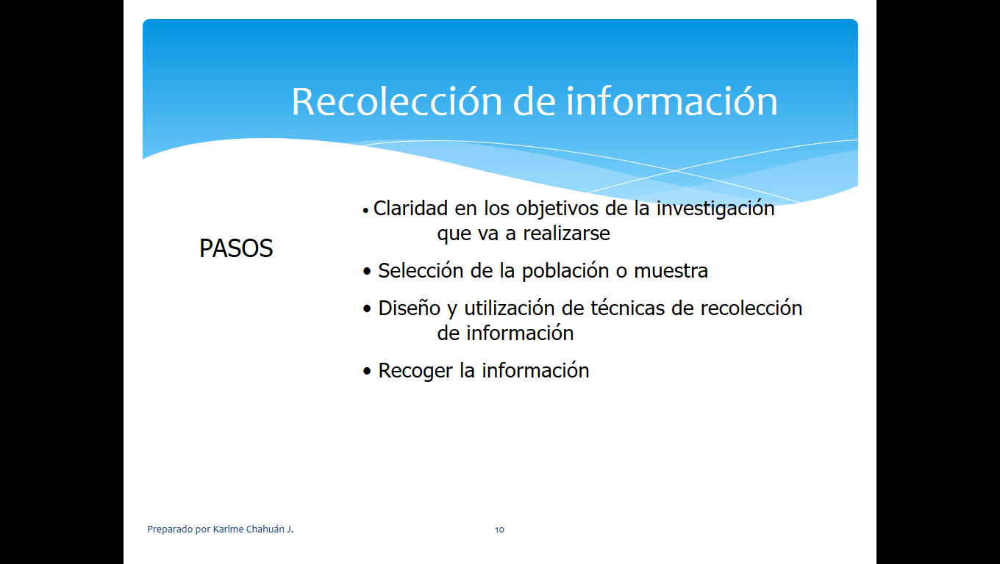 Recolección de información
PASOS
• Claridad en los objetivos de la investigación
que va a realizarse
• Selección de la población o muestra
• Diseño y utilización de técnicas de recolección
de información
• Recoger la información
Preparado por Karime Chahuán J.
10